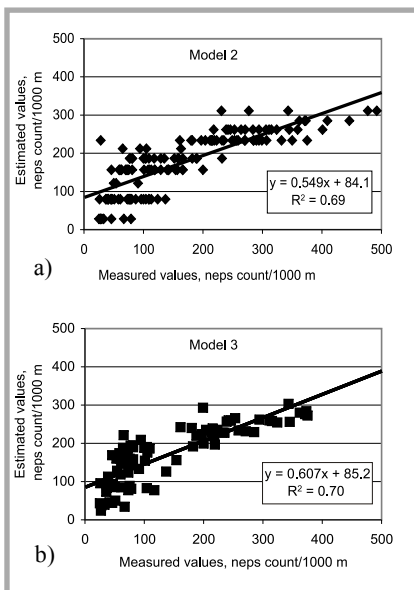 500
400
300
200
100
0
Estimated values,
neps count/1000 m
Model 2
y = 0.549x + 84.1
R² = 0.69
0 100 200 300 400 500
Measured values, neps count/1000 m
a)
500
400
300
200
100
0
Estimated values,
neps count/1000 m
Model 3
y = 0.607x + 85.2
R² = 0.70
0 100 200 300 400 500
Measured values, neps count/1000 m
b)